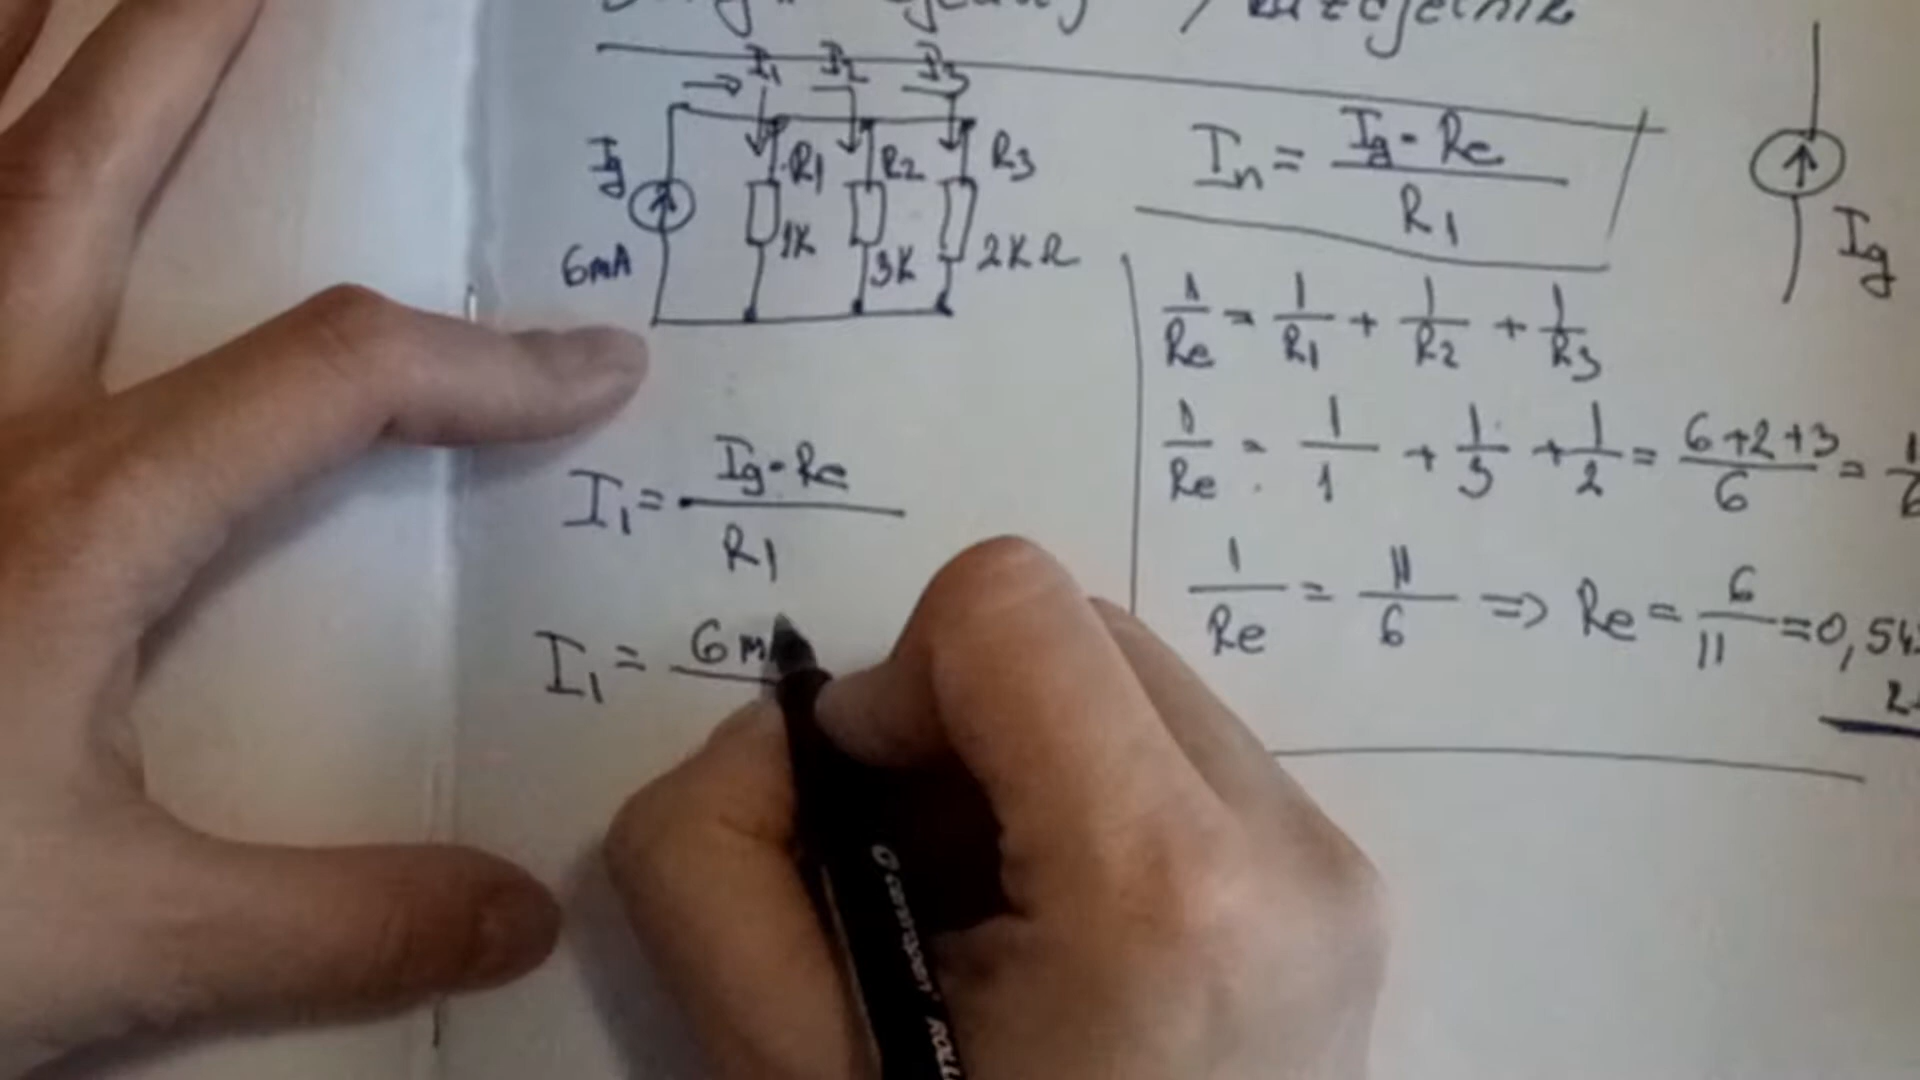 I1 I2 I3
Ig R1 R2 R3
6mA 1K 3K 2KΩ
In = Ig · Re / R1
Ig
1/Re = 1/R1 + 1/R2 + 1/R3
1/Re = 1/1 + 1/3 + 1/2 = 6+2+3/6 =
1/Re = 11/6 => Re = 6/11 = 0,54
I1 = Ig · Re / R1
I1 = 6 m